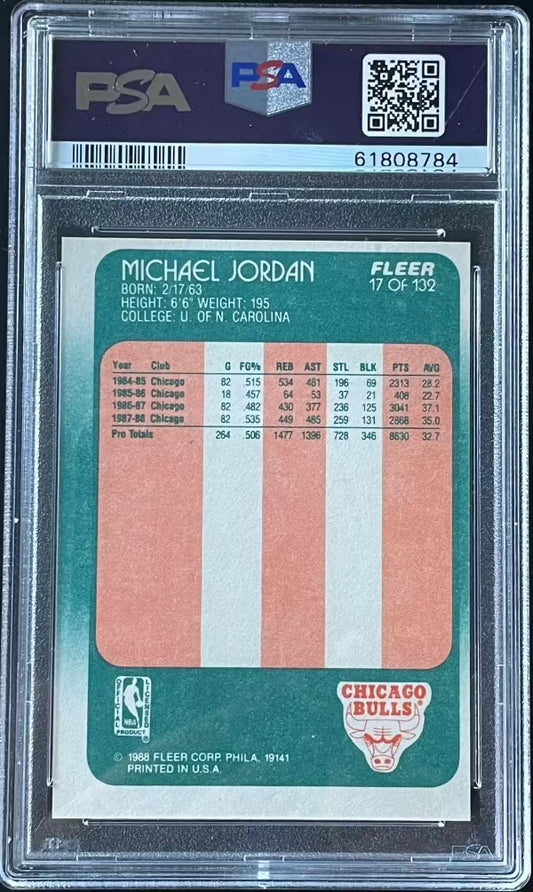 PSA
PSA
61808784
MICHAEL JORDAN
FLEER
17 OF 132
BORN: 2/17/63
HEIGHT: 6'6" WEIGHT: 195
COLLEGE: U. OF N. CAROLINA
Year Club G FG% REB AST STL BLK PTS AVG
1984-85 Chicago 82 .515 534 481 196 69 2313 28.2
1985-86 Chicago 18 .457 64 53 37 21 408 22.7
1986-87 Chicago 82 .482 430 377 236 125 3041 37.1
1987-88 Chicago 82 .535 449 485 259 131 2868 35.0
Pro Totals 264 .506 1477 1396 728 346 8630 32.7
OFFICIAL LICENSED
NBA
PRODUCT ®
CHICAGO
BULLS
© 1988 FLEER CORP. PHILA. 19141
PRINTED IN U.S.A.
PSA